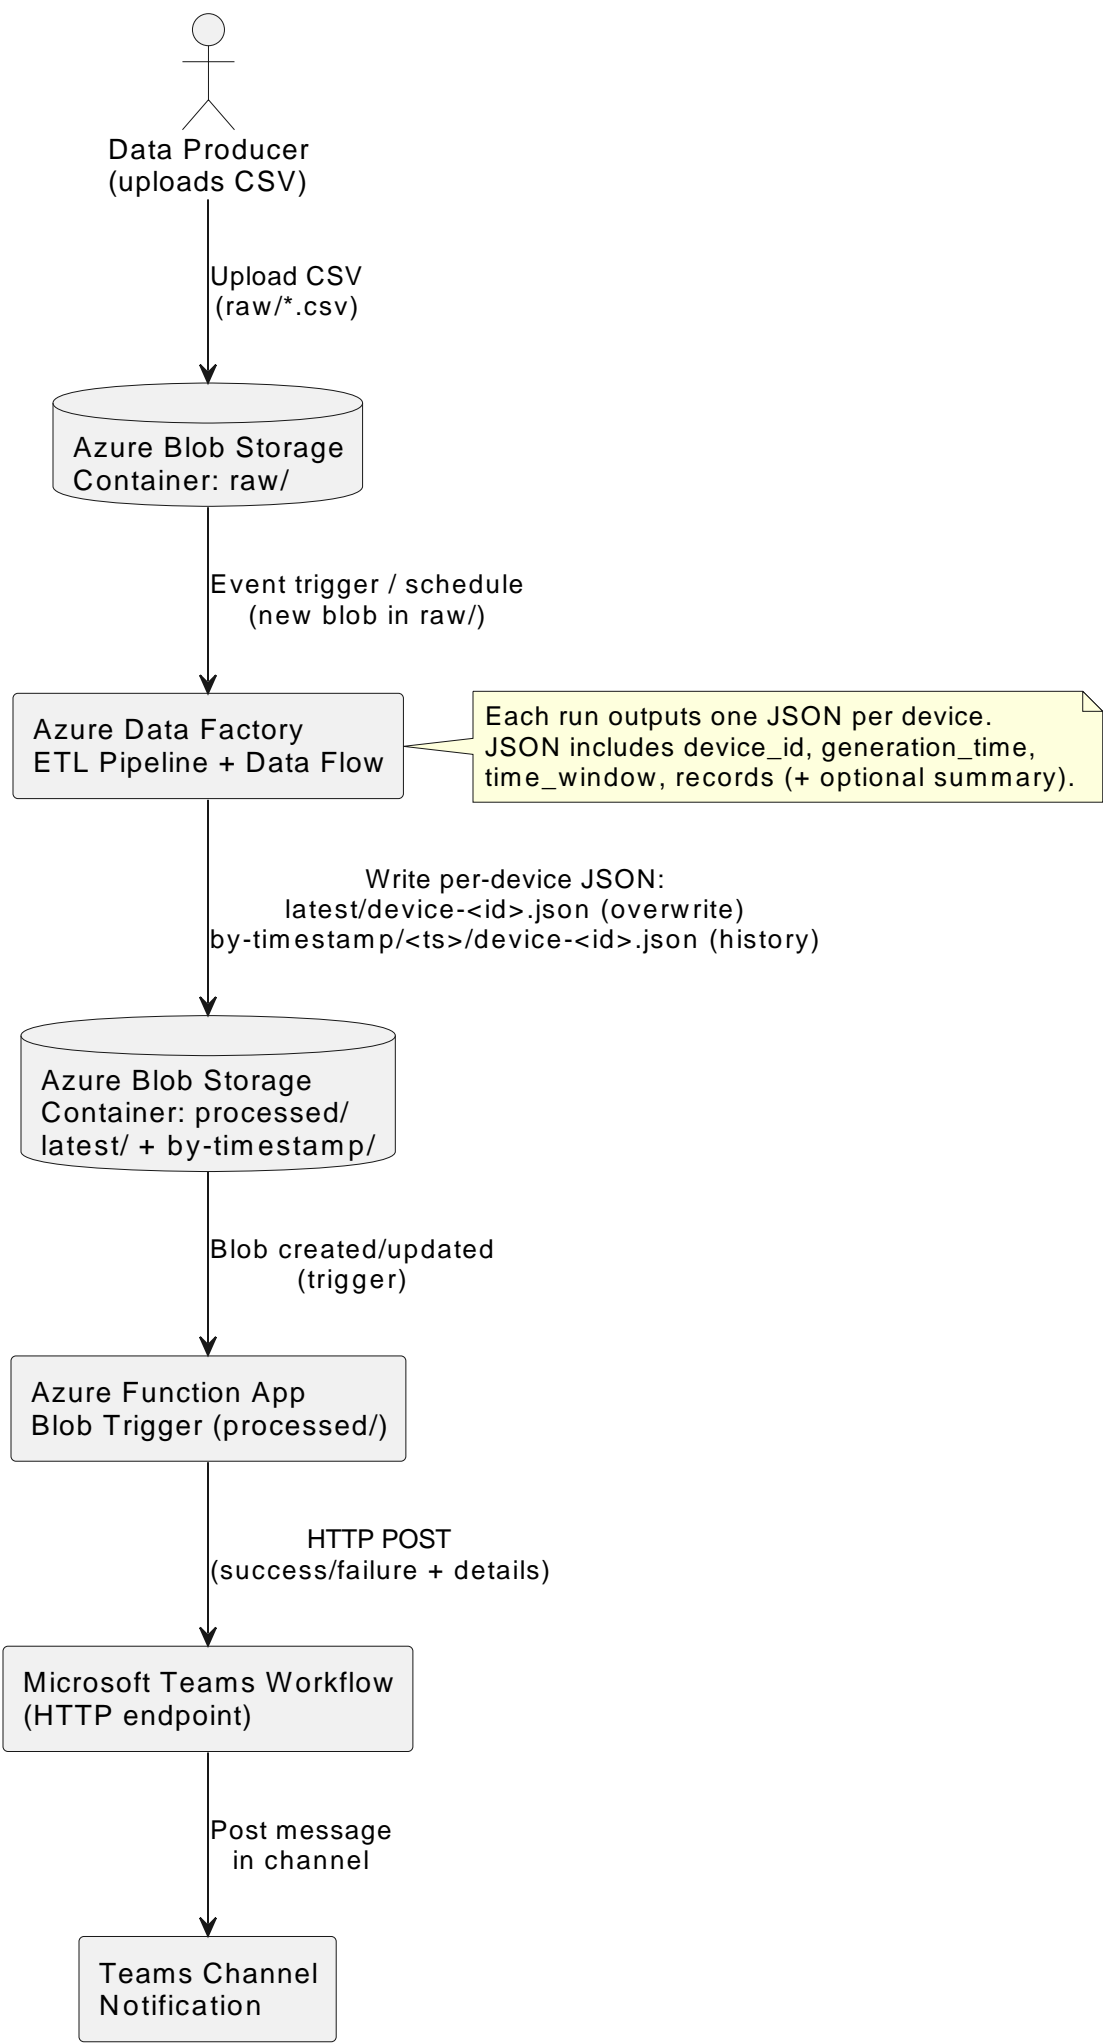 Data Producer
(uploads CSV)
Upload CSV
(raw/*.csv)
Azure Blob Storage
Container: raw/
Event trigger / schedule
(new blob in raw/)
Azure Data Factory
ETL Pipeline + Data Flow
Each run outputs one JSON per device.
JSON includes device_id, generation_time,
time_window, records (+ optional summary).
Write per-device JSON:
latest/device-<id>.json (overwrite)
by-timestamp/<ts>/device-<id>.json (history)
Azure Blob Storage
Container: processed/
latest/ + by-timestamp/
Blob created/updated
(trigger)
Azure Function App
Blob Trigger (processed/)
HTTP POST
(success/failure + details)
Microsoft Teams Workflow
(HTTP endpoint)
Post message
in channel
Teams Channel
Notification